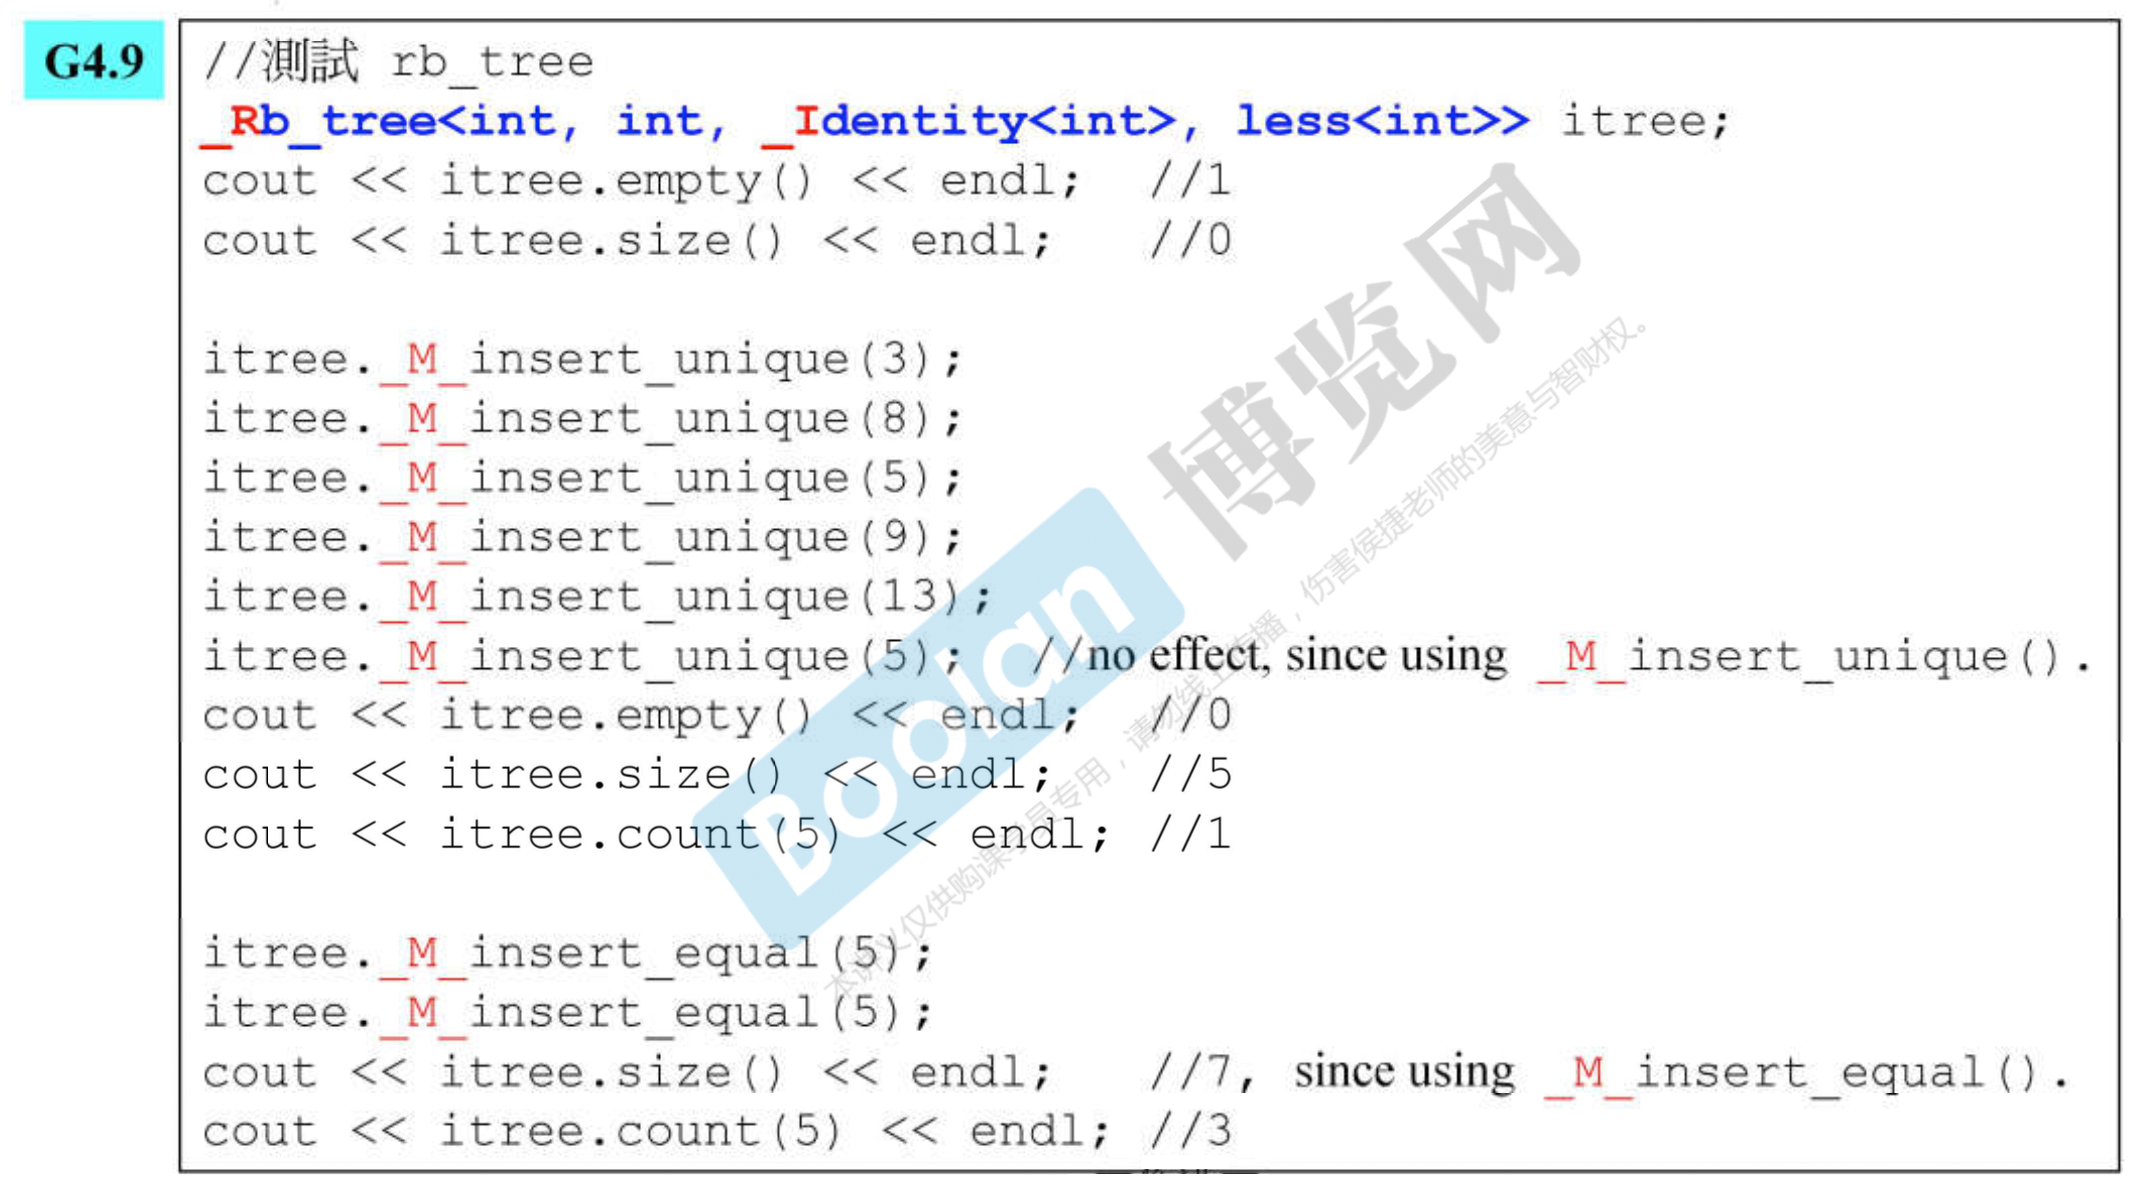 G4.9
//測試 rb_tree
_Rb_tree<int, int, _Identity<int>, less<int>> itree;
cout << itree.empty() << endl; //1
cout << itree.size() << endl; //0
itree._M_insert_unique(3);
itree._M_insert_unique(8);
itree._M_insert_unique(5);
itree._M_insert_unique(9);
itree._M_insert_unique(13);
itree._M_insert_unique(5); //no effect, since using _M_insert_unique().
cout << itree.empty() << endl; //0
cout << itree.size() << endl; //5
cout << itree.count(5) << endl; //1
itree._M_insert_equal(5);
itree._M_insert_equal(5);
cout << itree.size() << endl; //7, since using _M_insert_equal().
cout << itree.count(5) << endl; //3
Boolan 博览网
本讲义仅供购课学员专用，请勿线上传播，伤害侯捷老师的美意与智财权。